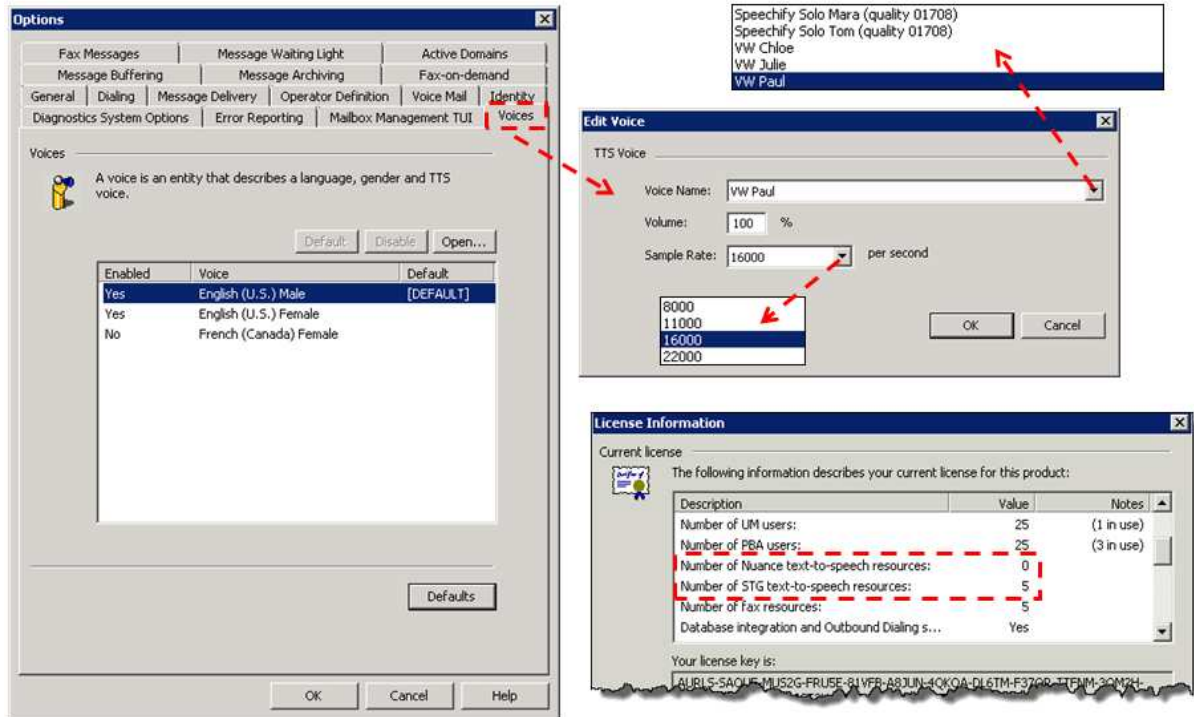 Options
Fax Messages Message Waiting Light Active Domains
Message Buffering Message Archiving Fax-on-demand
General Dialing Message Delivery Operator Definition Voice Mail Identity
Diagnostics System Options Error Reporting Mailbox Management TUI Voices
Voices
A voice is an entity that describes a language, gender and TTS
voice.
Default Disable Open...
Enabled Voice Default
Yes English (U.S.) Male [DEFAULT]
Yes English (U.S.) Female
No French (Canada) Female
Defaults
OK Cancel Help
Speechify Solo Mara (quality 01708)
Speechify Solo Tom (quality 01708)
VW Chloe
VW Julie
VW Paul
Edit Voice
TTS Voice
Voice Name: VW Paul
Volume: 100 %
Sample Rate: 16000 per second
8000
11000
16000
22000
OK Cancel
License Information
Current license
The following information describes your current license for this product:
Description Value Notes
Number of UM users: 25 (1 in use)
Number of PBA users: 25 (3 in use)
Number of Nuance text-to-speech resources: 0
Number of STG text-to-speech resources: 5
Number of fax resources: 5
Database integration and Outbound Dialing s... Yes
Your license key is: